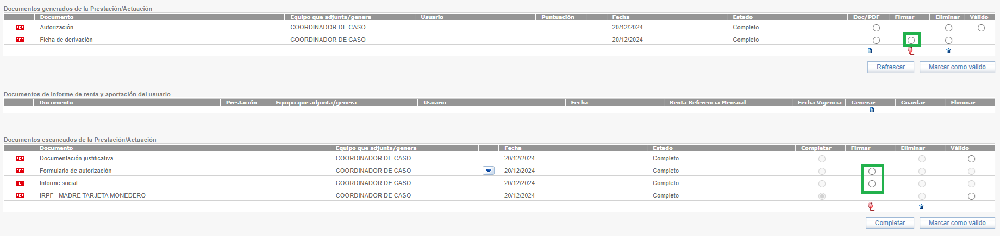 Documentos generados de la Prestación/Actuación
Documento Equipo que adjunta/genera Usuario Puntuación Fecha Estado Doc/PDF Firmar Eliminar Válido
PDF Autorización COORDINADOR DE CASO 20/12/2024 Completo
PDF Ficha de derivación COORDINADOR DE CASO 20/12/2024 Completo
Refrescar Marcar como válido
Documentos de Informe de renta y aportación del usuario
Documento Prestación Equipo que adjunta/genera Usuario Fecha Renta Referencia Mensual Fecha Vigencia Generar Guardar Eliminar
Documentos escaneados de la Prestación/Actuación
Documento Equipo que adjunta/genera Fecha Estado Completar Firmar Eliminar Válido
PDF Documentación justificativa COORDINADOR DE CASO 20/12/2024 Completo
PDF Formulario de autorización COORDINADOR DE CASO 20/12/2024 Completo
PDF Informe social COORDINADOR DE CASO 20/12/2024 Completo
PDF IRPF - MADRE TARJETA MONEDERO COORDINADOR DE CASO 20/12/2024 Completo
Completar Marcar como válido